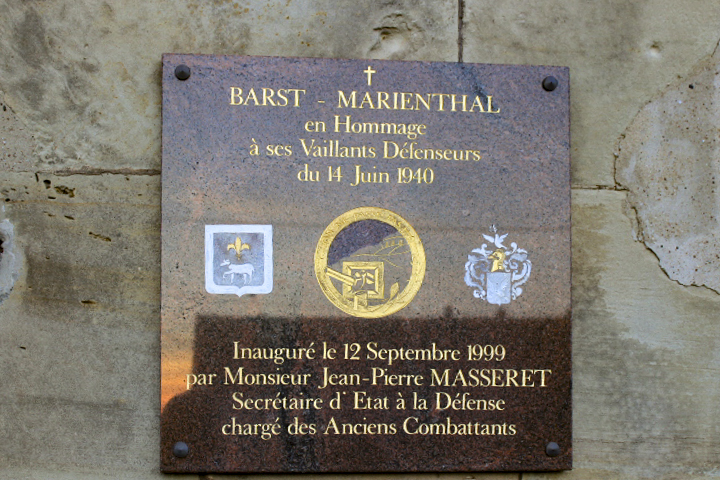 BARST - MARIENTHAL
en Hommage
à ses Vaillants Défenseurs
du 14 Juin 1940
Inauguré le 12 Septembre 1999
par Monsieur Jean-Pierre MASSERET
Secrétaire d' Etat à la Défense
chargé des Anciens Combattants